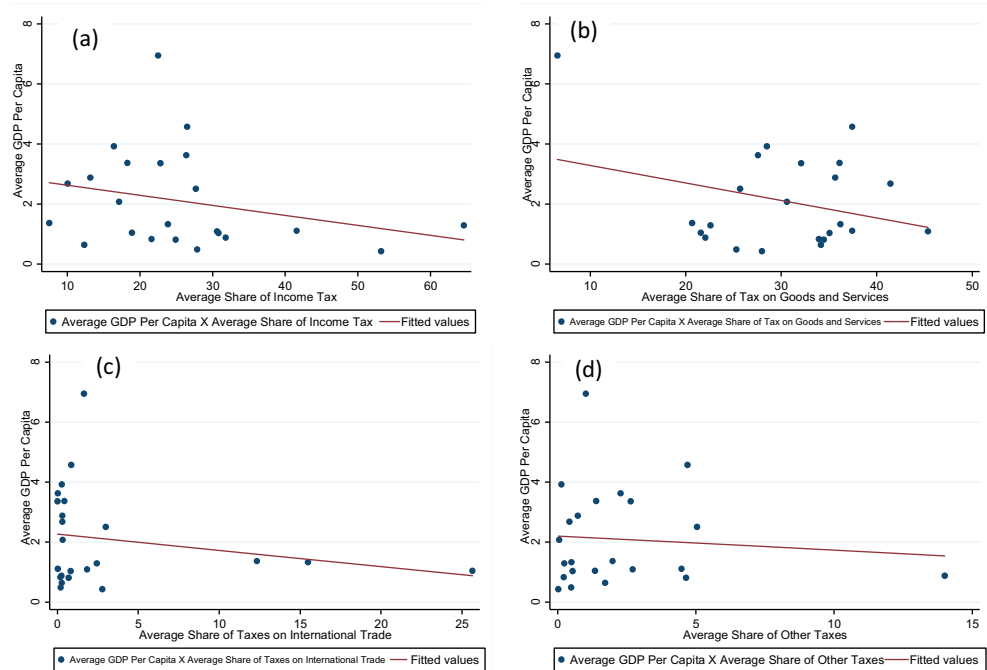 (a)
8
6
4
2
0
Average GDP Per Capita
10 20 30 40 50 60
Average Share of Income Tax
Average GDP Per Capita X Average Share of Income Tax Fitted values
(b)
8
6
4
2
0
Average GDP Per Capita
10 20 30 40 50
Average Share of Tax on Goods and Services
Average GDP Per Capita X Average Share of Tax on Goods and Services Fitted values
(c)
8
6
4
2
0
Average GDP Per Capita
0 5 10 15 20 25
Average Share of Taxes on International Trade
Average GDP Per Capita X Average Share of Taxes on International Trade Fitted values
(d)
8
6
4
2
0
Average GDP Per Capita
0 5 10 15
Average Share of Other Taxes
Average GDP Per Capita X Average Share of Other Taxes Fitted values